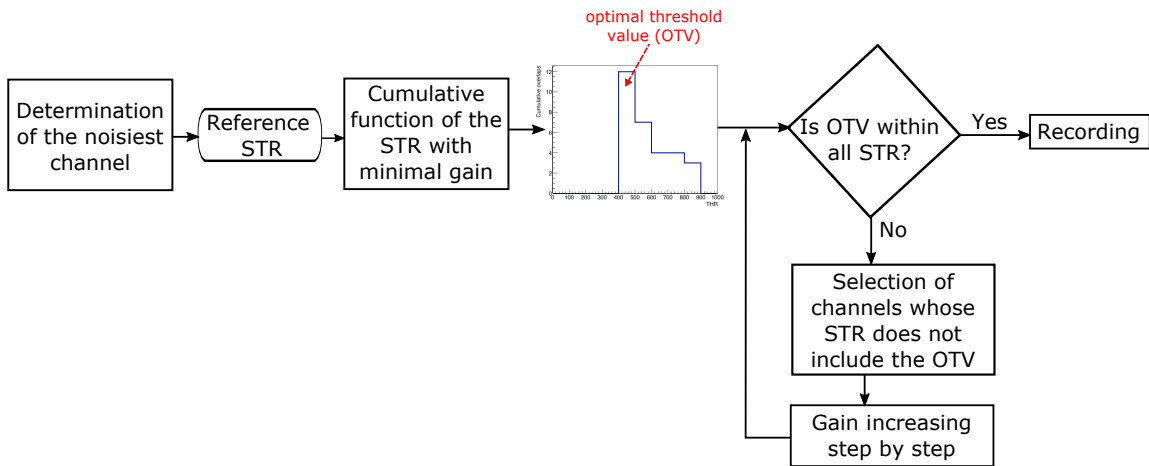 optimal threshold
value (OTV)
Determination
of the noisiest
channel
Reference
STR
Cumulative
function of the
STR with
minimal gain
Cumulative overlaps
12
10
8
6
4
2
0
0 100 200 300 400 500 600 700 800 900 1000
THR
Is OTV within
all STR?
Yes
Recording
No
Selection of
channels whose
STR does not
include the OTV
Gain increasing
step by step